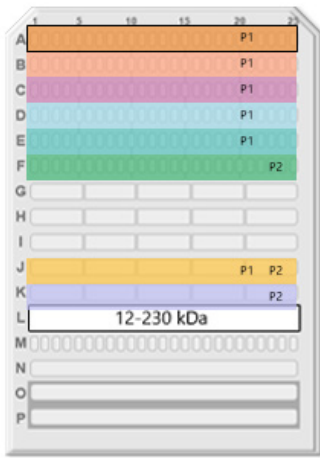 1 5 10 15 20 25
A P1
B P1
C P1
D P1
E P1
F P2
G
H
I
J P1 P2
K P2
L 12-230 kDa
M
N
O
P